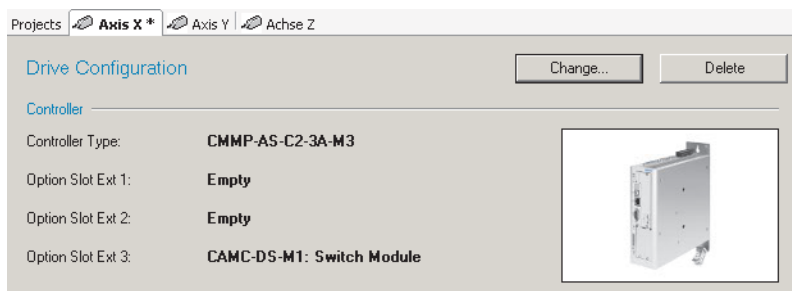 Projects Axis X * Axis Y Achse Z
Drive Configuration Change... Delete
Controller
Controller Type: CMMP-AS-C2-3A-M3
Option Slot Ext 1: Empty
Option Slot Ext 2: Empty
Option Slot Ext 3: CAMC-DS-M1: Switch Module